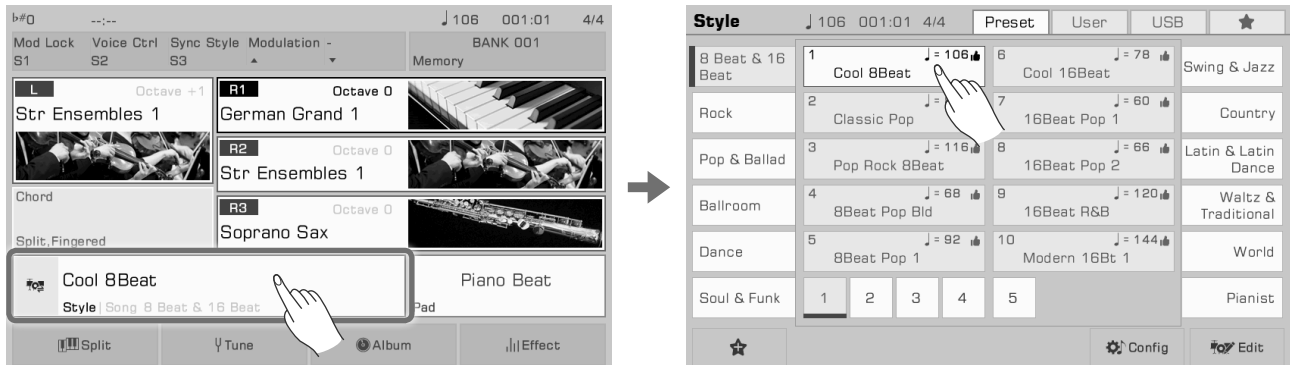 ♭#0 --:-- ♩ 106 001:01 4/4
Mod Lock Voice Ctrl Sync Style Modulation - BANK 001
S1 S2 S3 ▲ ▼ Memory
L Octave +1
Str Ensembles 1
R1 Octave 0
German Grand 1
R2 Octave 0
Str Ensembles 1
R3 Octave 0
Soprano Sax
Chord
Split,Fingered
Cool 8Beat
Style | Song 8 Beat & 16 Beat
Piano Beat
Pad
Split Tune Album Effect
Style ♩ 106 001:01 4/4 Preset User USB ★
8 Beat & 16
Beat
Rock
Pop & Ballad
Ballroom
Dance
Soul & Funk
1 ♩ = 106
Cool 8Beat
2 ♩ =
Classic Pop
3 ♩ = 116
Pop Rock 8Beat
4 ♩ = 68
8Beat Pop Bld
5 ♩ = 92
8Beat Pop 1
6 ♩ = 78
Cool 16Beat
7 ♩ = 60
16Beat Pop 1
8 ♩ = 66
16Beat Pop 2
9 ♩ = 120
16Beat R&B
10 ♩ = 144
Modern 16Bt 1
1 2 3 4 5
Swing & Jazz
Country
Latin & Latin
Dance
Waltz &
Traditional
World
Pianist
Config Edit